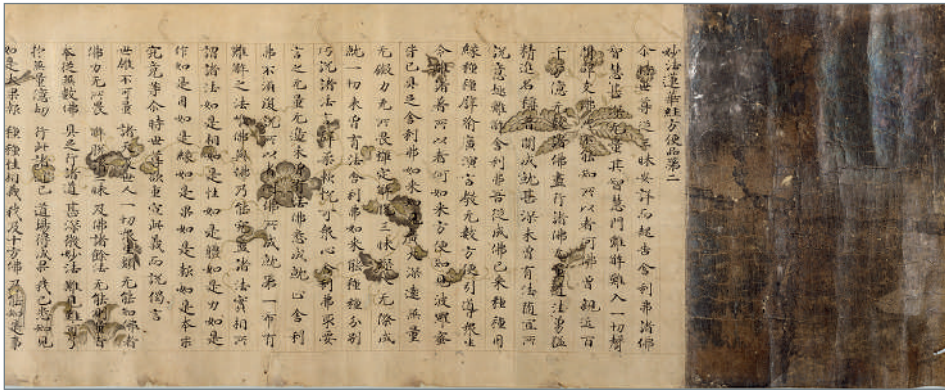 妙法蓮華經方便品第二
尒時世尊從三昧安詳而起告舍利弗諸佛
智慧甚深无量其智慧門難解難入一切聲
聞辟支佛所不能知所以者何佛曾親近百
千万億无數諸佛盡行諸佛无量道法勇猛
精進名稱普聞成就甚深未曾有法隨宜所
說意趣難解舍利弗吾從成佛已來種種因
緣種種譬喻廣演言教无數方便引導衆生
令離諸著所以者何如來方便知見波羅蜜
皆已具足舍利弗如來知見廣大深遠無量
无礙力无所畏禪定解脫三昧深入无際成
就一切未曾有法舍利弗如來能種種分別
巧說諸法言辭柔軟悅可衆心舍利弗取要
言之无量无邊未曾有法佛悉成就止舍利
弗不須復說所以者何佛所成就第一希有
難解之法唯佛與佛乃能究盡諸法實相所
謂諸法如是相如是性如是體如是力如是
作如是因如是緣如是果如是報如是本末
究竟等尒時世尊欲重宣此義而說偈言
世雄不可量 諸天及世人 一切衆生類 无能知佛者
佛力无所畏 解脫諸三昧 及佛諸餘法 无能測量者
本從無數佛 具足行諸道 甚深微妙法 難見難可了
於無量億劫 行此諸道已 道場得成果 我已悉知見
如是大果報 種種性相義 我及十方佛 乃能知是事